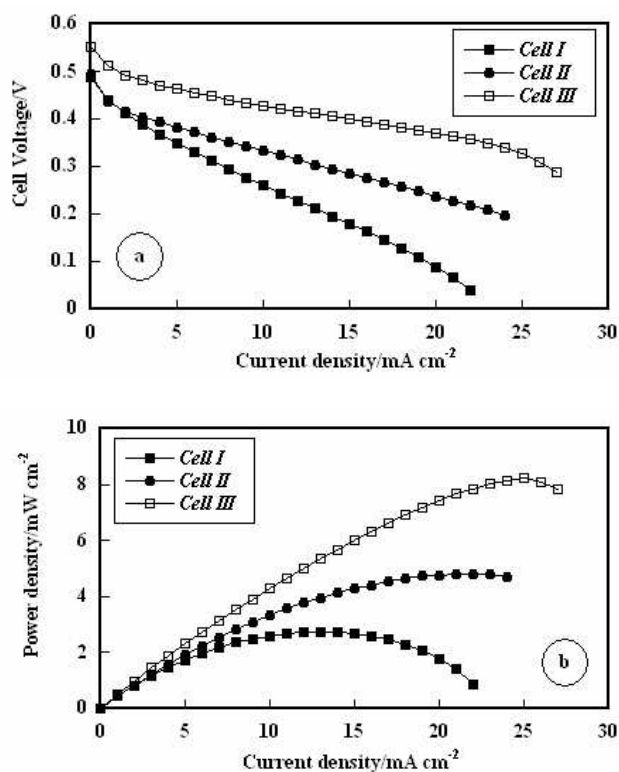 0.6
0.5
0.4
0.3
0.2
0.1
0
Cell Voltage/V
Cell I
Cell II
Cell III
a
0 5 10 15 20 25 30
Current density/mA cm-2
10
8
6
4
2
0
Power density/mW cm-2
Cell I
Cell II
Cell III
b
0 5 10 15 20 25 30
Current density/mA cm-2